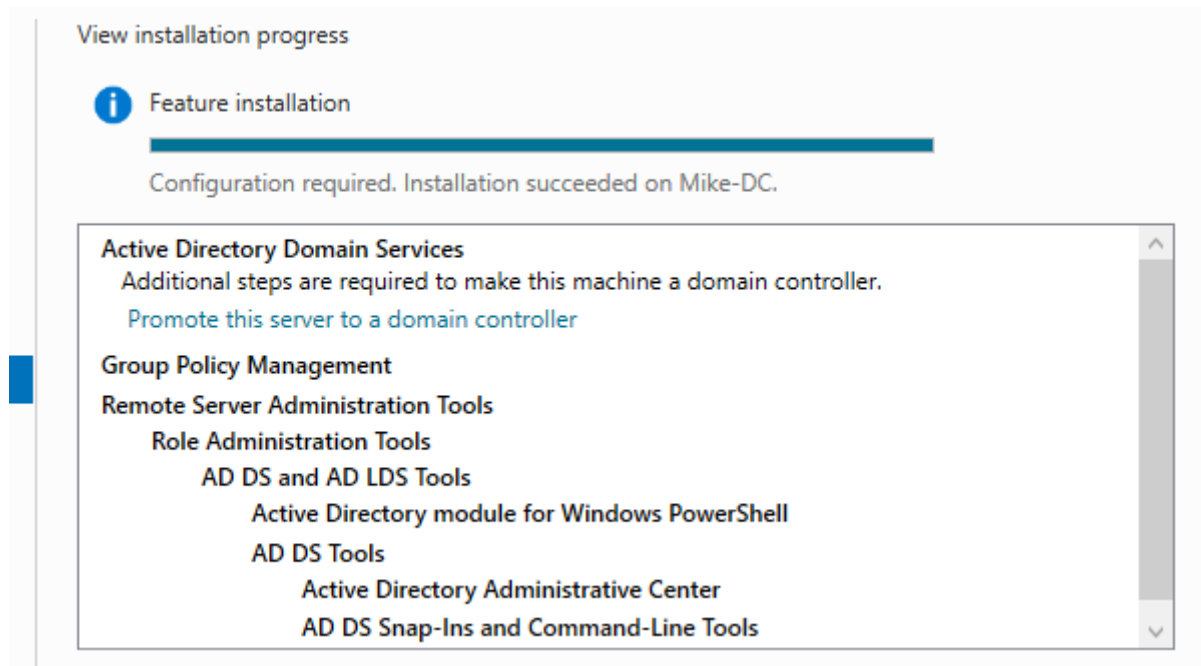 View installation progress
Feature installation
Configuration required. Installation succeeded on Mike-DC.
Active Directory Domain Services
Additional steps are required to make this machine a domain controller.
Promote this server to a domain controller
Group Policy Management
Remote Server Administration Tools
Role Administration Tools
AD DS and AD LDS Tools
Active Directory module for Windows PowerShell
AD DS Tools
Active Directory Administrative Center
AD DS Snap-Ins and Command-Line Tools